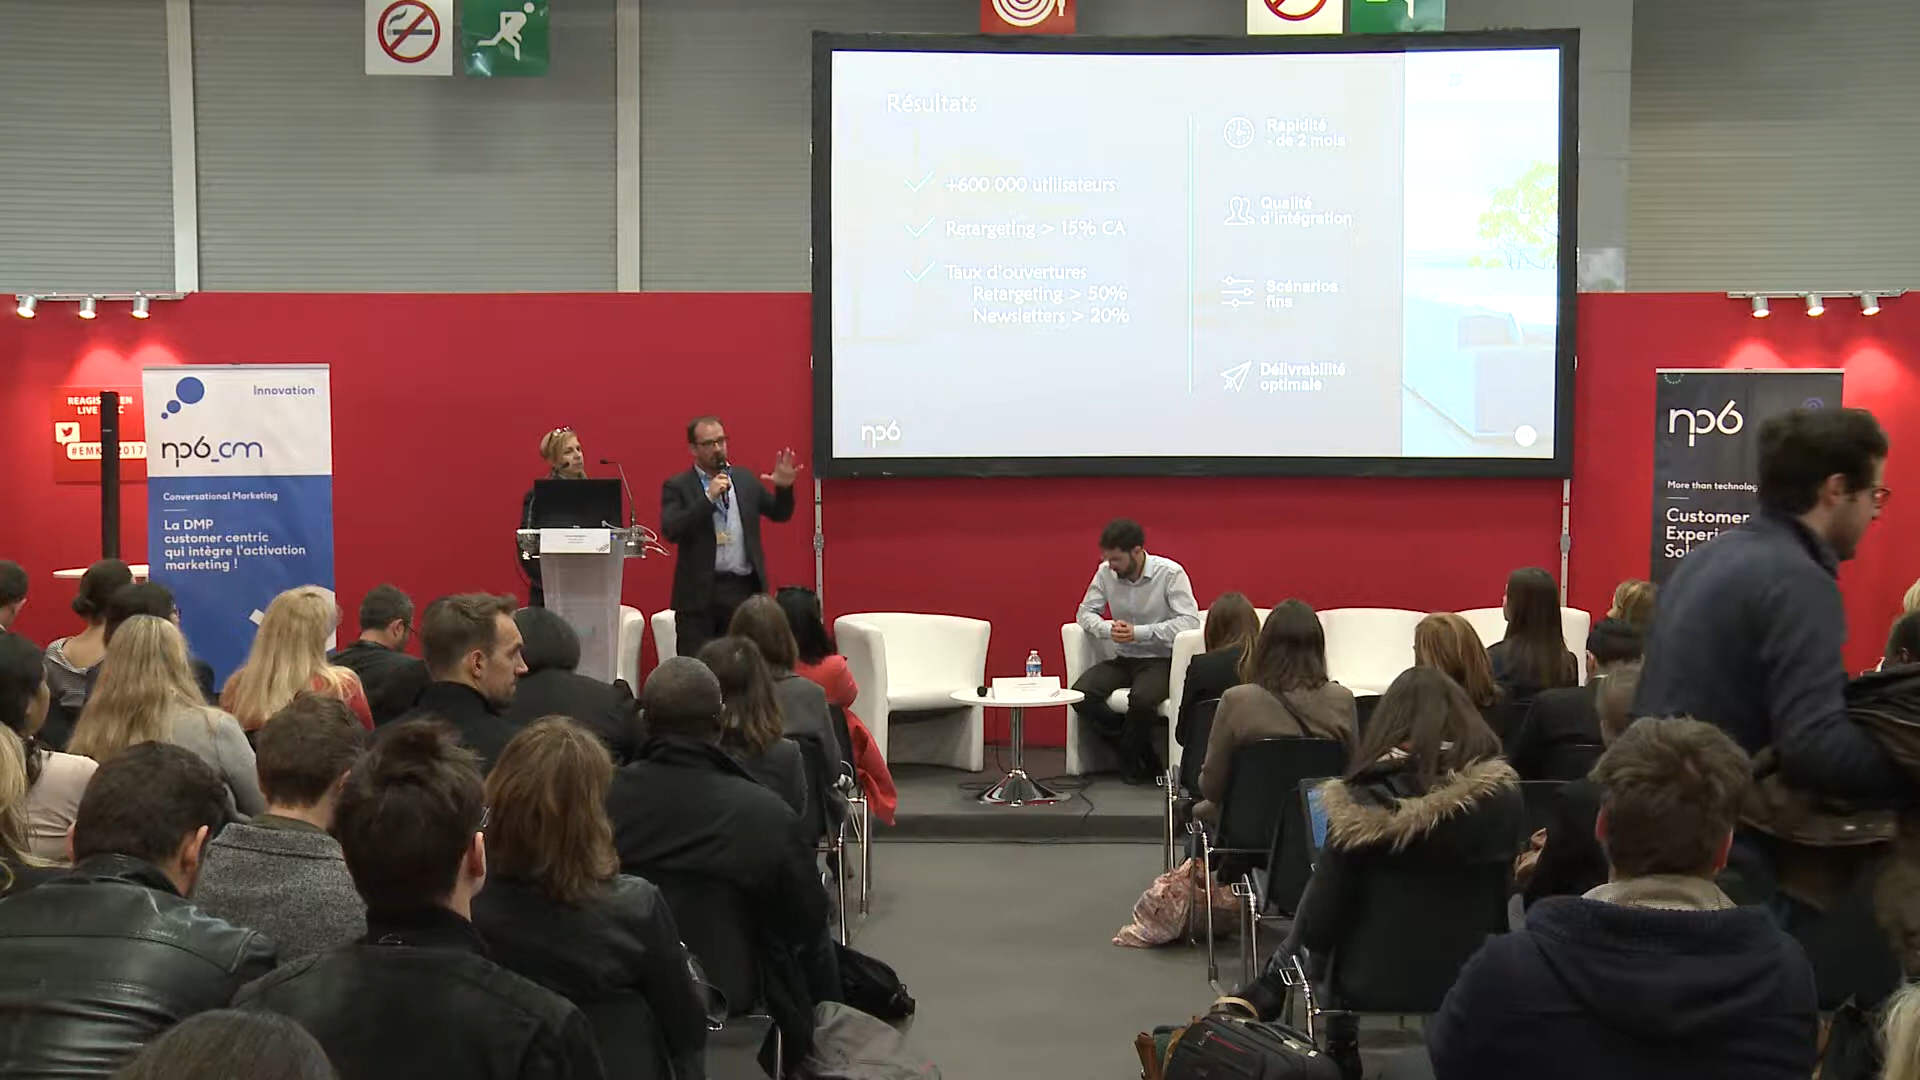 Résultats
+600 000 utilisateurs
Retargeting > 15% CA
Taux d'ouvertures
Retargeting > 50%
Newsletters > 20%
Rapidité
- de 2 mois
Qualité
d'intégration
Scénarios
fins
Délivrabilité
optimale
np6
Innovation
np6_cm
Conversational Marketing
La DMP
customer centric
qui intègre l'activation
marketing !
np6
More than
Customer